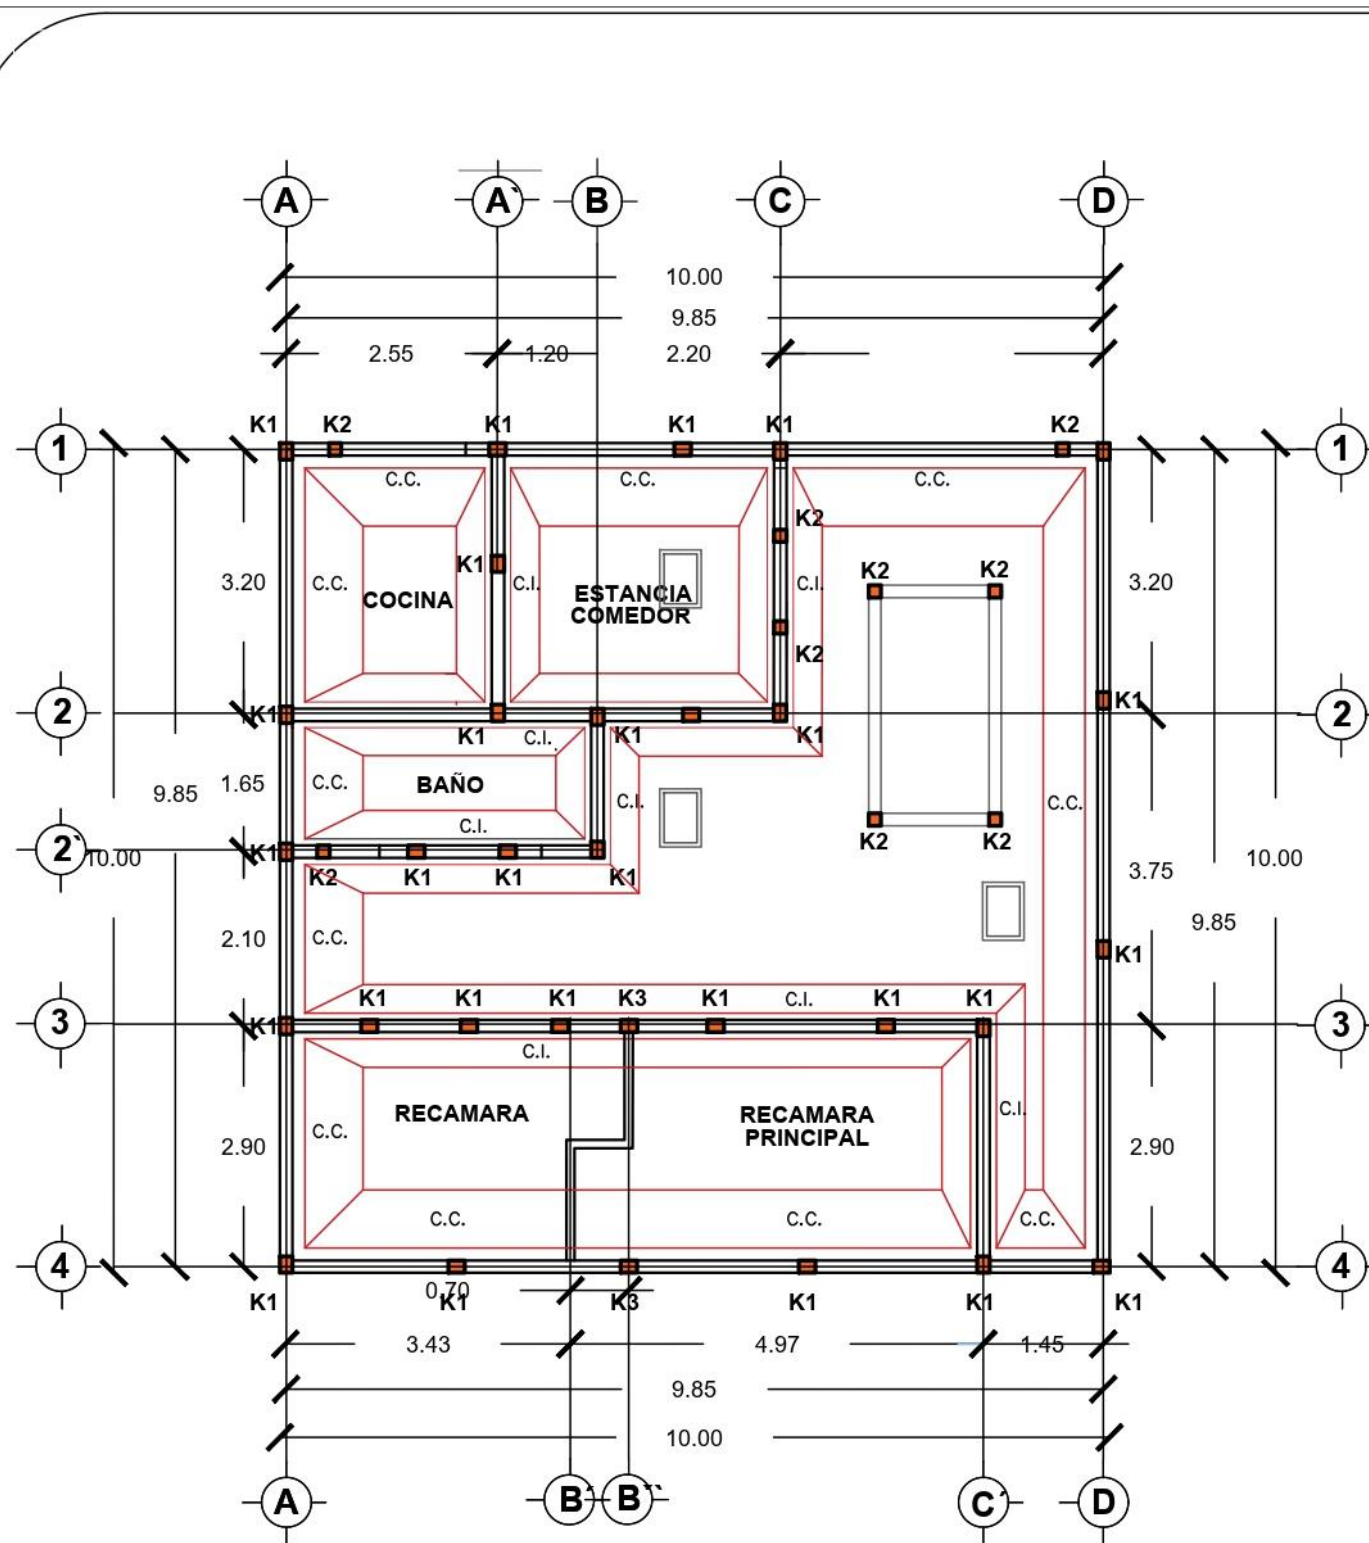 A A` B C D
10.00
9.85
2.55 1.20 2.20
K1 K2 K1 K1 K1 K2
1 1
C.C. C.C. C.C.
K2
K2 K2
K1
3.20 C.C. COCINA C.I. ESTANCIA
COMEDOR C.I. 3.20
K2
K1
2 K1 2
K1 C.I. K1 K1
1.65 C.C. BAÑO
9.85 C.I. C.C.
C.I.
K2 K2
2` K1
10.00 10.00
K2 K1 K1 K1
3.75
9.85
2.10 C.C.
K1
K1 K1 K1 K3 K1 C.I. K1 K1
3 K1 3
C.I.
RECAMARA RECAMARA
PRINCIPAL C.I.
C.C.
2.90 2.90
C.C. C.C. C.C.
4 4
0.70
K1 K1 K3 K1 K1 K1
3.43 4.97 1.45
9.85
10.00
A B´ B`` C´ D